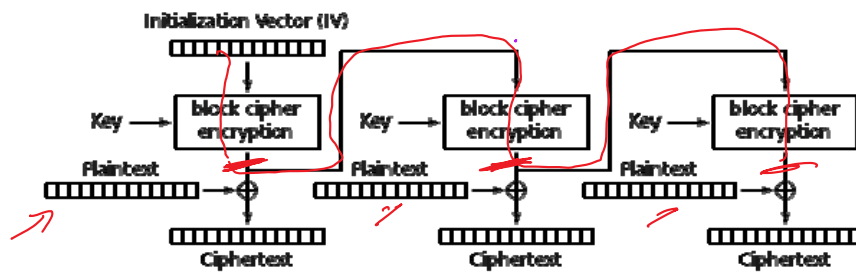 Initialization Vector (IV)
Key
block cipher
encryption
Key
block cipher
encryption
Key
block cipher
encryption
Plaintext
Plaintext
Plaintext
Ciphertext
Ciphertext
Ciphertext